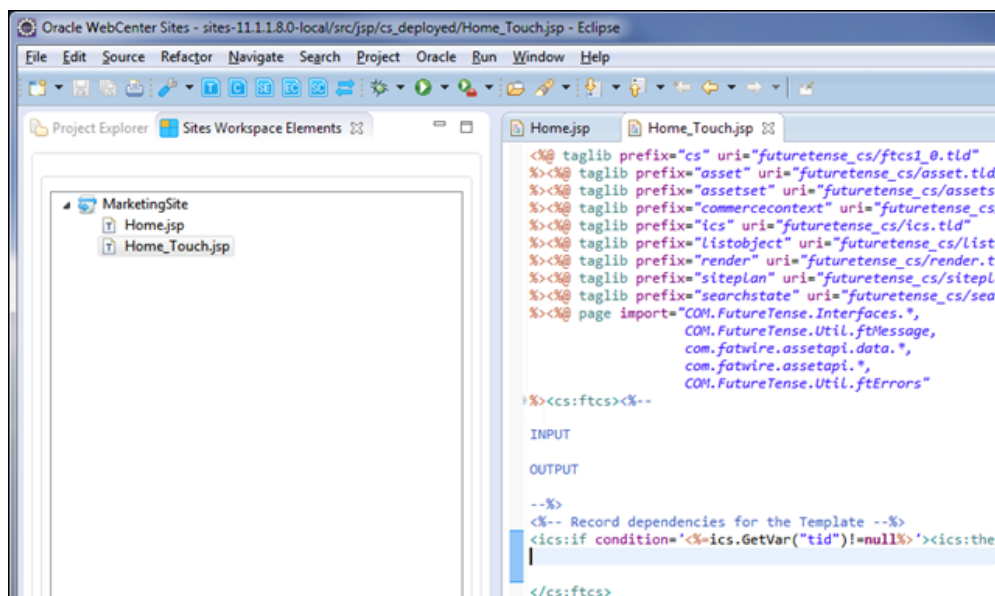 Oracle WebCenter Sites - sites-11.1.1.8.0-local/src/jsp/cs_deployed/Home_Touch.jsp - Eclipse
File Edit Source Refactor Navigate Search Project Oracle Run Window Help
Project Explorer Sites Workspace Elements
MarketingSite
Home.jsp
Home_Touch.jsp
Home.jsp Home_Touch.jsp
<%@ taglib prefix="cs" uri="futuretense_cs/ftcs1_0.tld"
%><%@ taglib prefix="asset" uri="futuretense_cs/asset.tld
%><%@ taglib prefix="assetset" uri="futuretense_cs/assets
%><%@ taglib prefix="commercecontext" uri="futuretense_cs
%><%@ taglib prefix="ics" uri="futuretense_cs/ics.tld"
%><%@ taglib prefix="listobject" uri="futuretense_cs/list
%><%@ taglib prefix="render" uri="futuretense_cs/render.t
%><%@ taglib prefix="siteplan" uri="futuretense_cs/sitepl
%><%@ taglib prefix="searchstate" uri="futuretense_cs/sea
%><%@ page import="COM.FutureTense.Interfaces.*,
COM.FutureTense.Util.ftMessage,
com.fatwire.assetapi.data.*,
com.fatwire.assetapi.*,
COM.FutureTense.Util.ftErrors"
%><cs:ftcs><%--
INPUT
OUTPUT
--%>
<%-- Record dependencies for the Template --%>
<ics:if condition='<%=ics.GetVar("tid")!=null%>'><ics:the
</cs:ftcs>